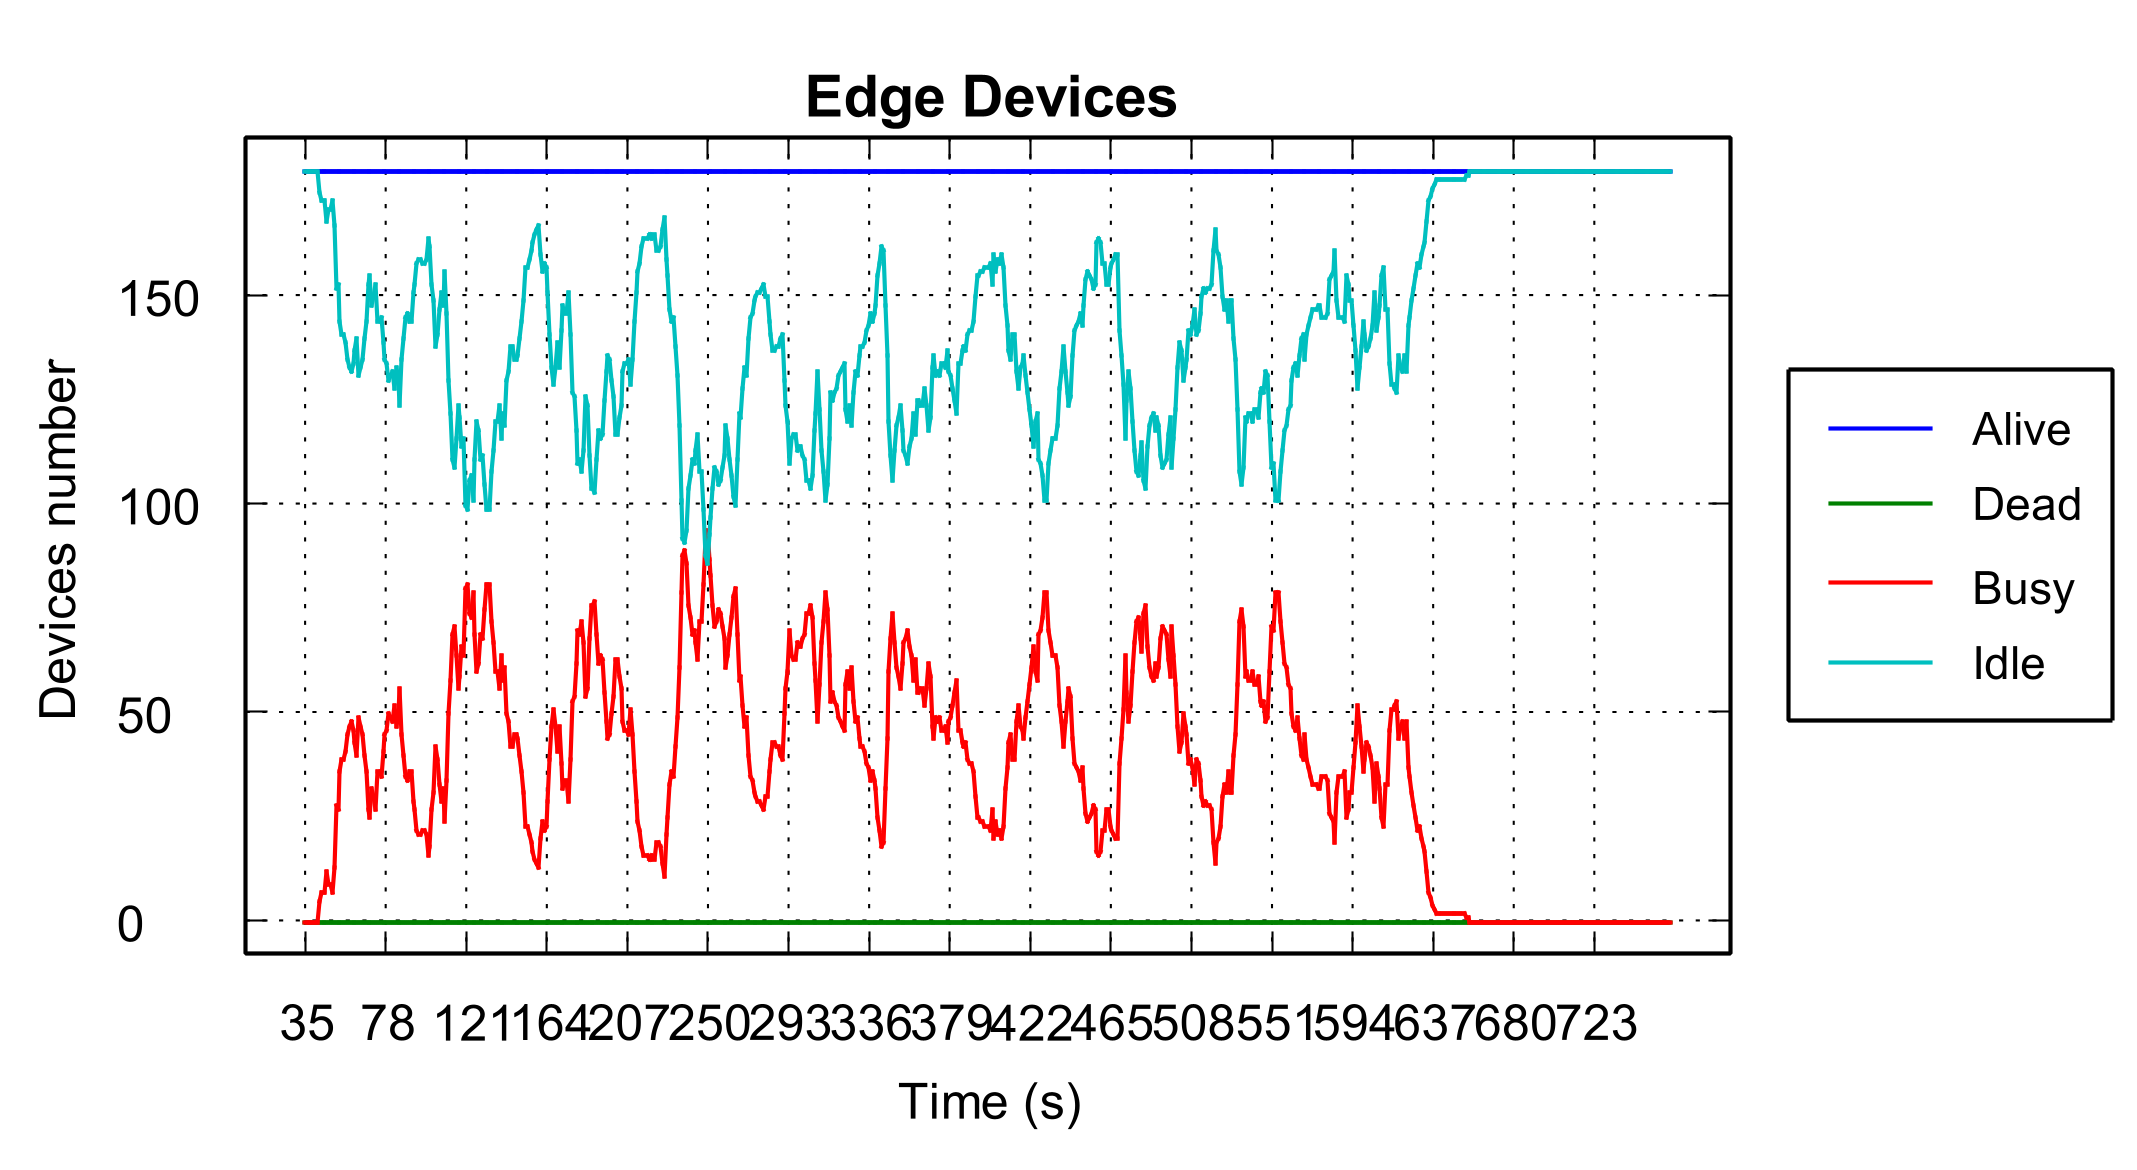 Edge Devices
Devices number
150
100
50
0
35 78 121 164 207 250 293 336 379 422 465 508 551 594 637 680 723
Time (s)
Alive
Dead
Busy
Idle